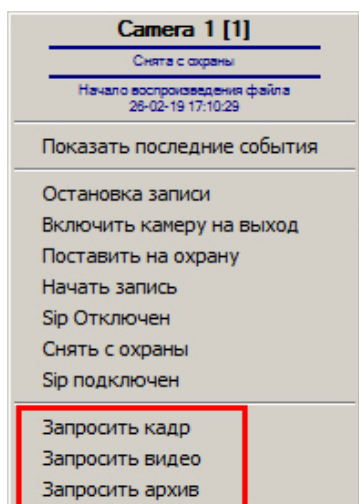 Camera 1 [1]
Снята с охраны
Начало воспроизведения файла
26-02-19 17:10:29
Показать последние события
Остановка записи
Включить камеру на выход
Поставить на охрану
Начать запись
Sip Отключен
Снять с охраны
Sip подключен
Запросить кадр
Запросить видео
Запросить архив